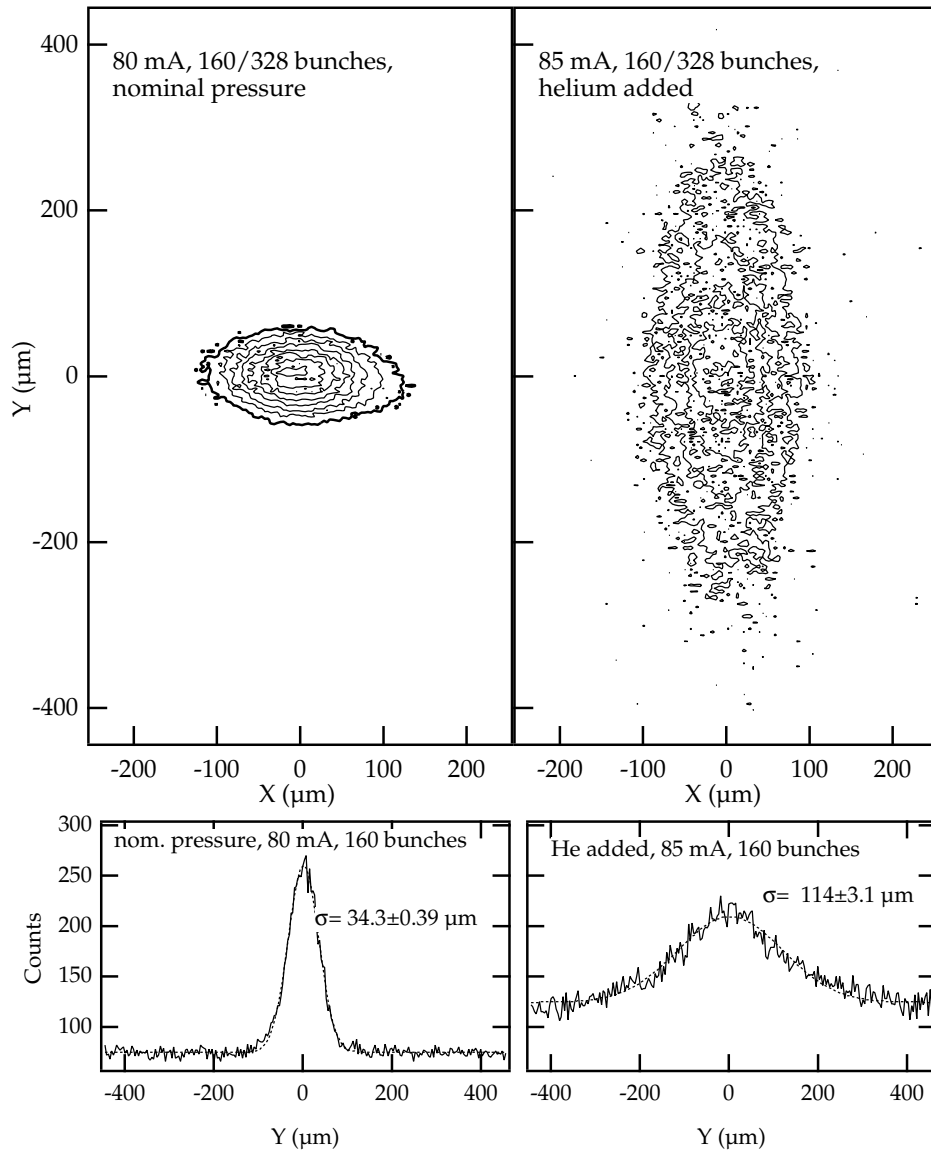 80 mA, 160/328 bunches,
nominal pressure
85 mA, 160/328 bunches,
helium added
400
200
0
-200
-400
Y (µm)
-200 -100 0 100 200
X (µm)
-200 -100 0 100 200
X (µm)
nom. pressure, 80 mA, 160 bunches
σ= 34.3±0.39 µm
300
250
200
150
100
Counts
-400 -200 0 200 400
Y (µm)
He added, 85 mA, 160 bunches
σ= 114±3.1 µm
-400 -200 0 200 400
Y (µm)